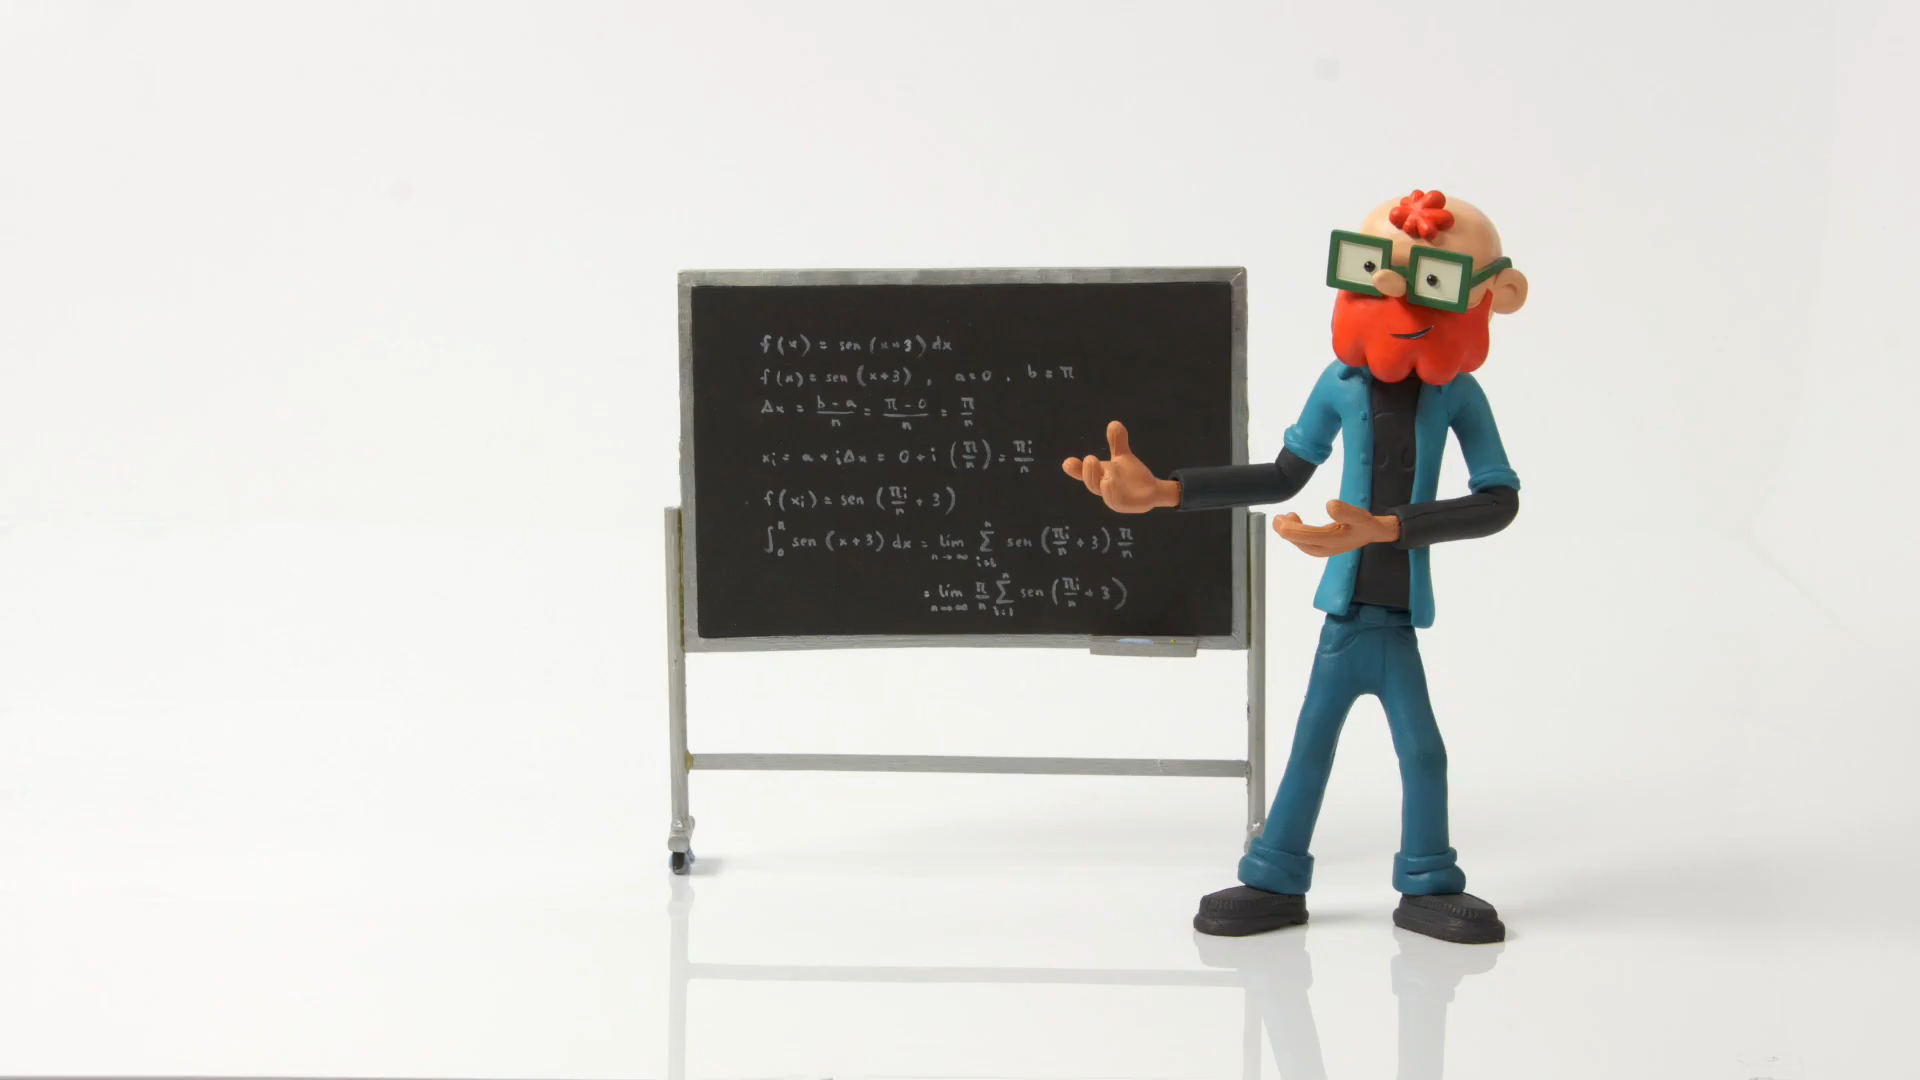 f(x) = sen (x+3) dx
f(x) = sen (x+3) , a=0 , b = π
Δx = b - a / n = π - 0 / n = π / n
xi = a + iΔx = 0 + i (π/n) = πi/n
f(xi) = sen (πi/n + 3)
∫₀^π sen (x+3) dx = lim n→∞ Σ sen (πi/n + 3) π/n
= lim n→∞ π/n Σ i=1 n sen (πi/n + 3)